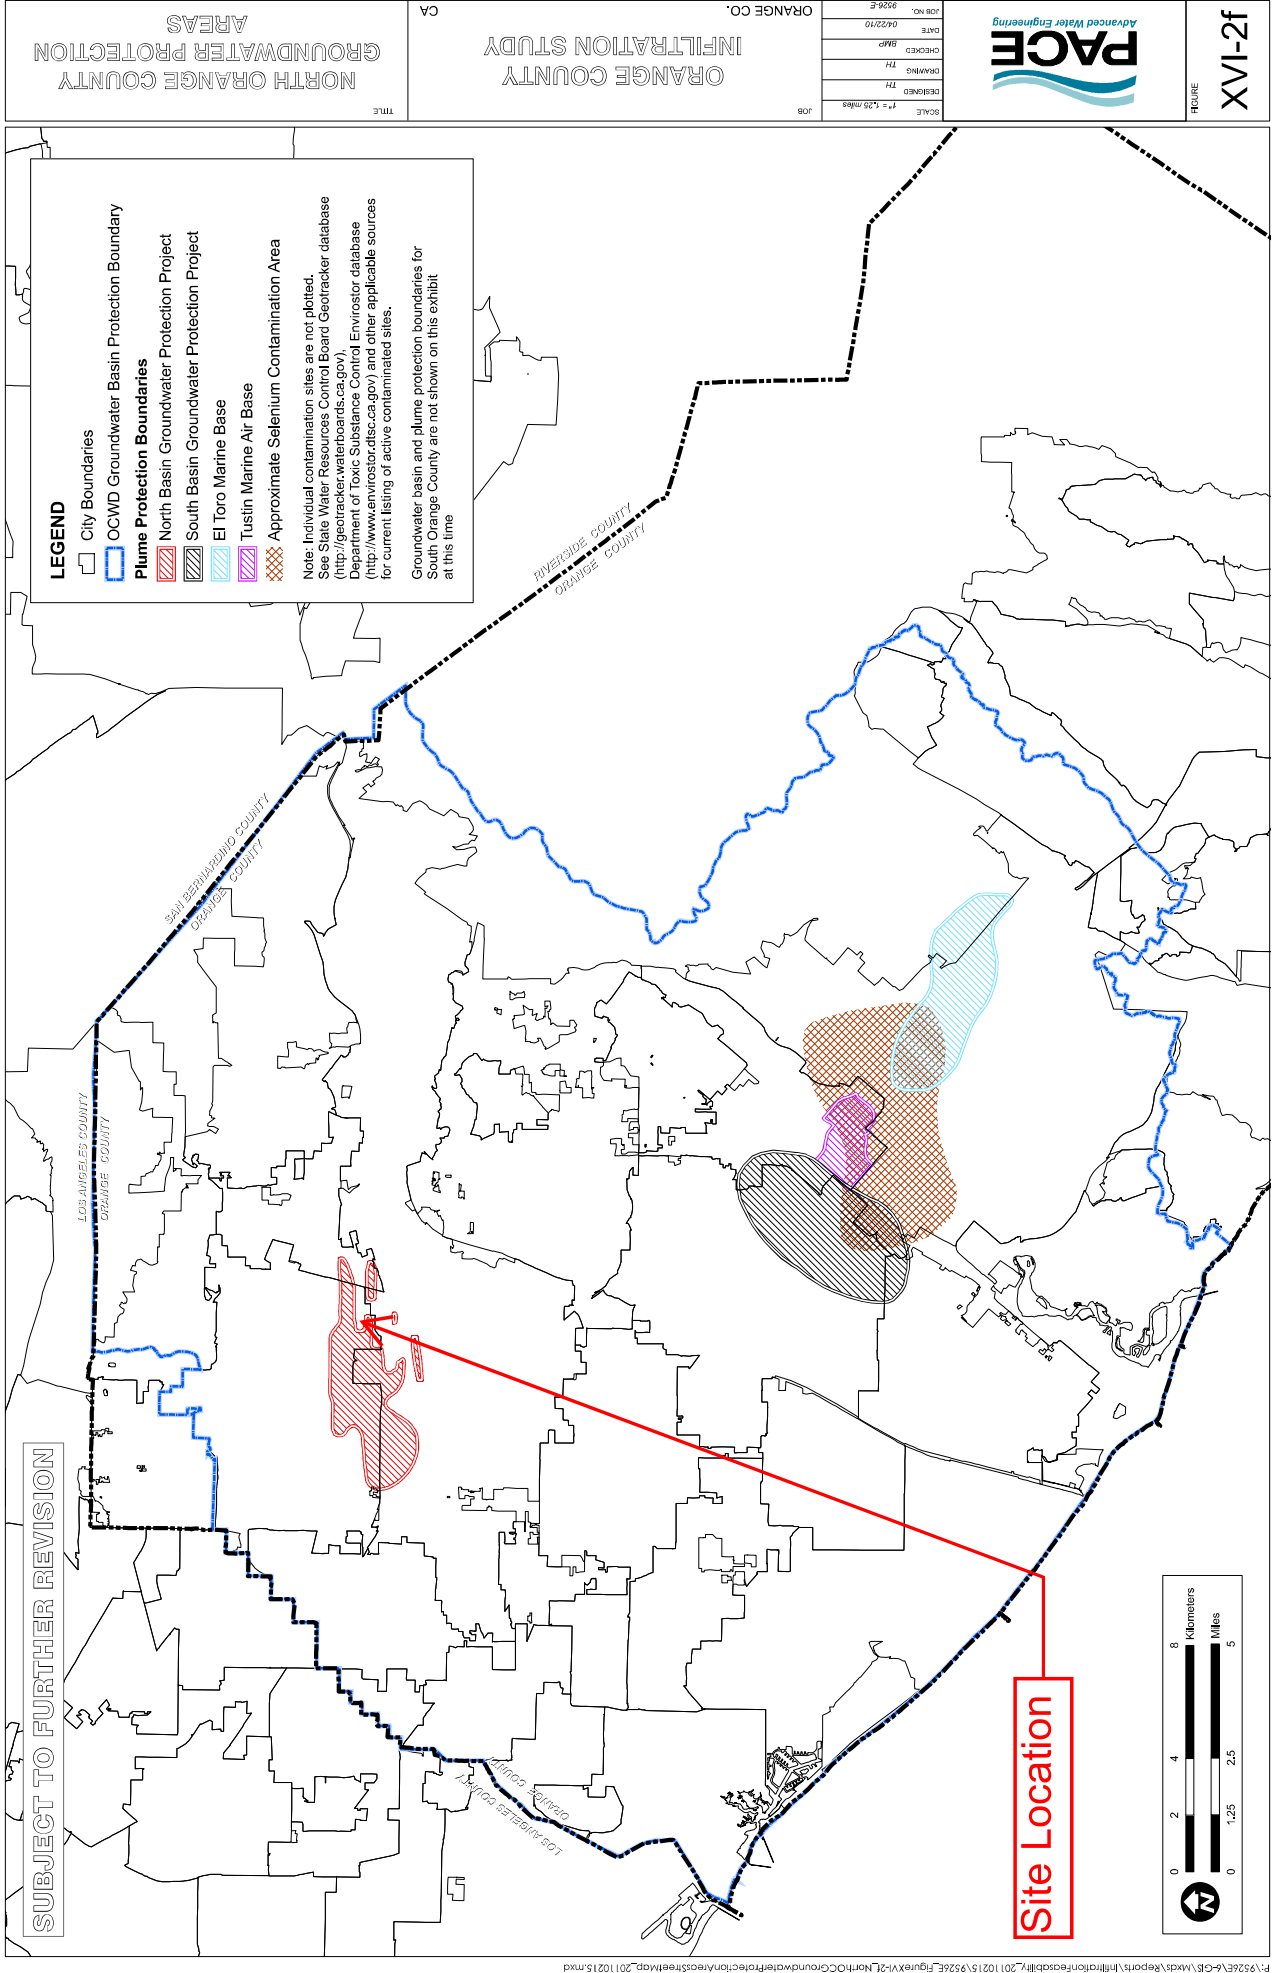 SUBJECT TO FURTHER REVISION
LEGEND
City Boundaries
OCWD Groundwater Basin Protection Boundary
Plume Protection Boundaries
North Basin Groundwater Protection Project
South Basin Groundwater Protection Project
El Toro Marine Base
Tustin Marine Air Base
Approximate Selenium Contamination Area
Note: Individual contamination sites are not plotted.
See State Water Resources Control Board Geotracker database
(http://geotracker.waterboards.ca.gov),
Department of Toxic Substance Control Envirostor database
(http://www.envirostor.dtsc.ca.gov) and other applicable sources
for current listing of active contaminated sites.
Groundwater basin and plume protection boundaries for
South Orange County are not shown on this exhibit
at this time
LOS ANGELES COUNTY
ORANGE COUNTY
SAN BERNARDINO COUNTY
ORANGE COUNTY
RIVERSIDE COUNTY
ORANGE COUNTY
ORANGE COUNTY
LOS ANGELES COUNTY
Site Location
N
0 2 4 8
Kilometers
0 1.25 2.5 5
Miles
TITLE
NORTH ORANGE COUNTY
GROUNDWATER PROTECTION
AREAS
JOB
ORANGE COUNTY
INFILTRATION STUDY
ORANGE CO.
CA
SCALE 1" = 1.25 miles
DESIGNED TH
DRAWING TH
CHECKED BMP
DATE 04/22/10
JOB NO. 9526-E
PACE
Advanced Water Engineering
FIGURE
XVI-2f
P:\9526E\6-GIS\Mxds\Reports\InfiltrationFeasability_20110215\9526E_FigureXVI-2f_NorthOCGroundwaterProtectionAreasStreetMap_20110215.mxd